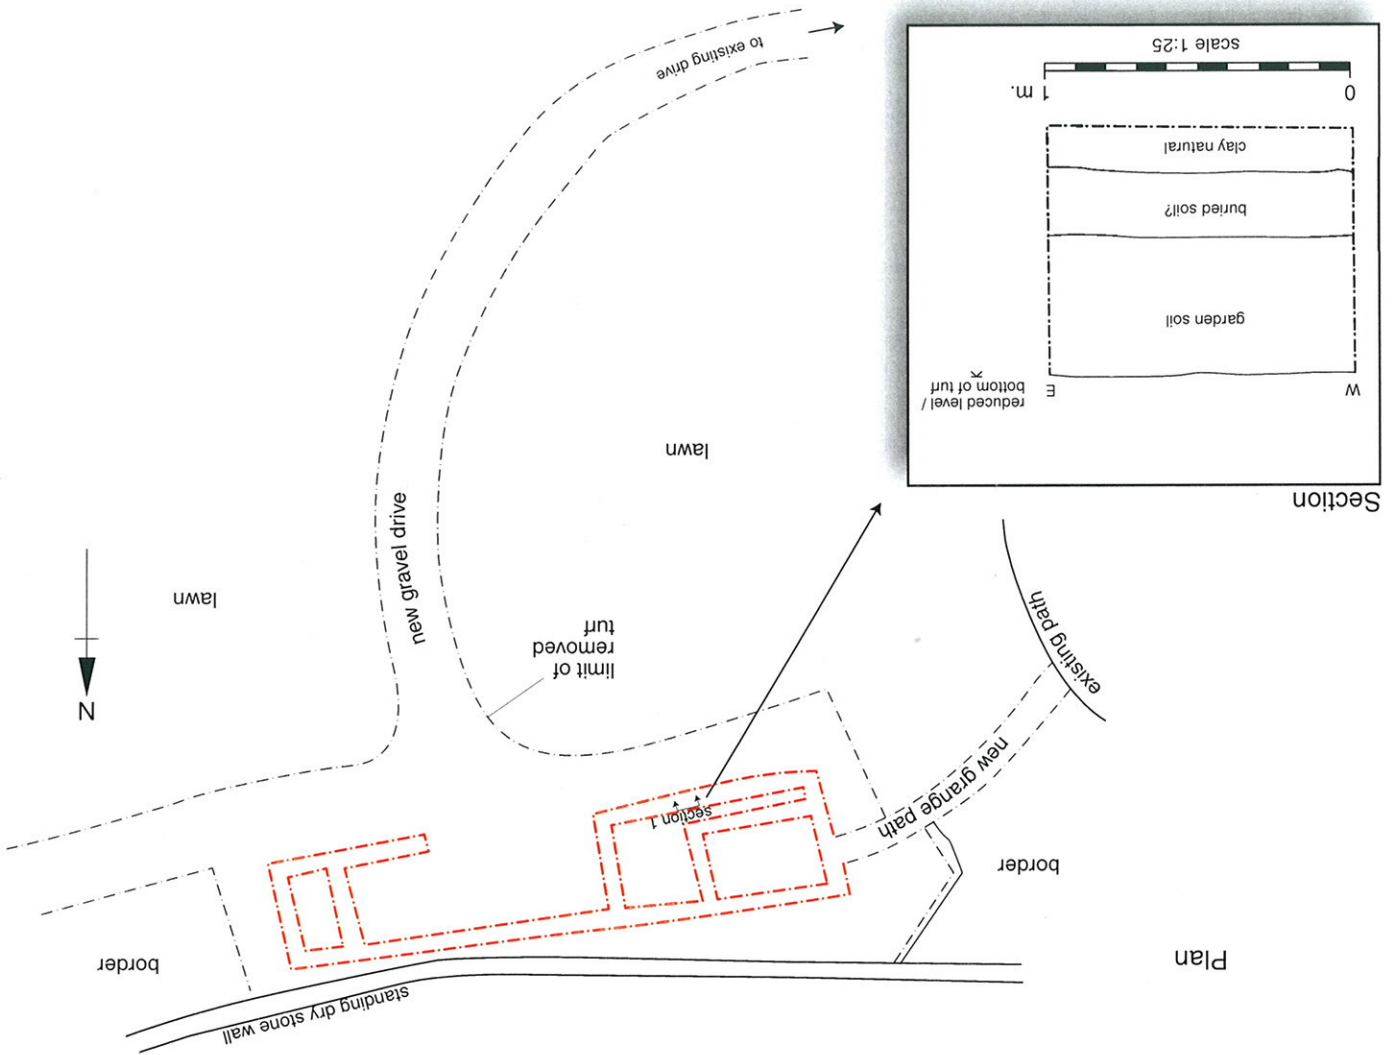 Plan
standing dry stone wall
border
border
section 1
new grange path
existing path
N
limit of
removed
turf
new gravel drive
lawn
lawn
to existing drive
Section
W
E
reduced level /
bottom of turf
garden soil
buried soil?
clay natural
0
1 m.
scale 1:25